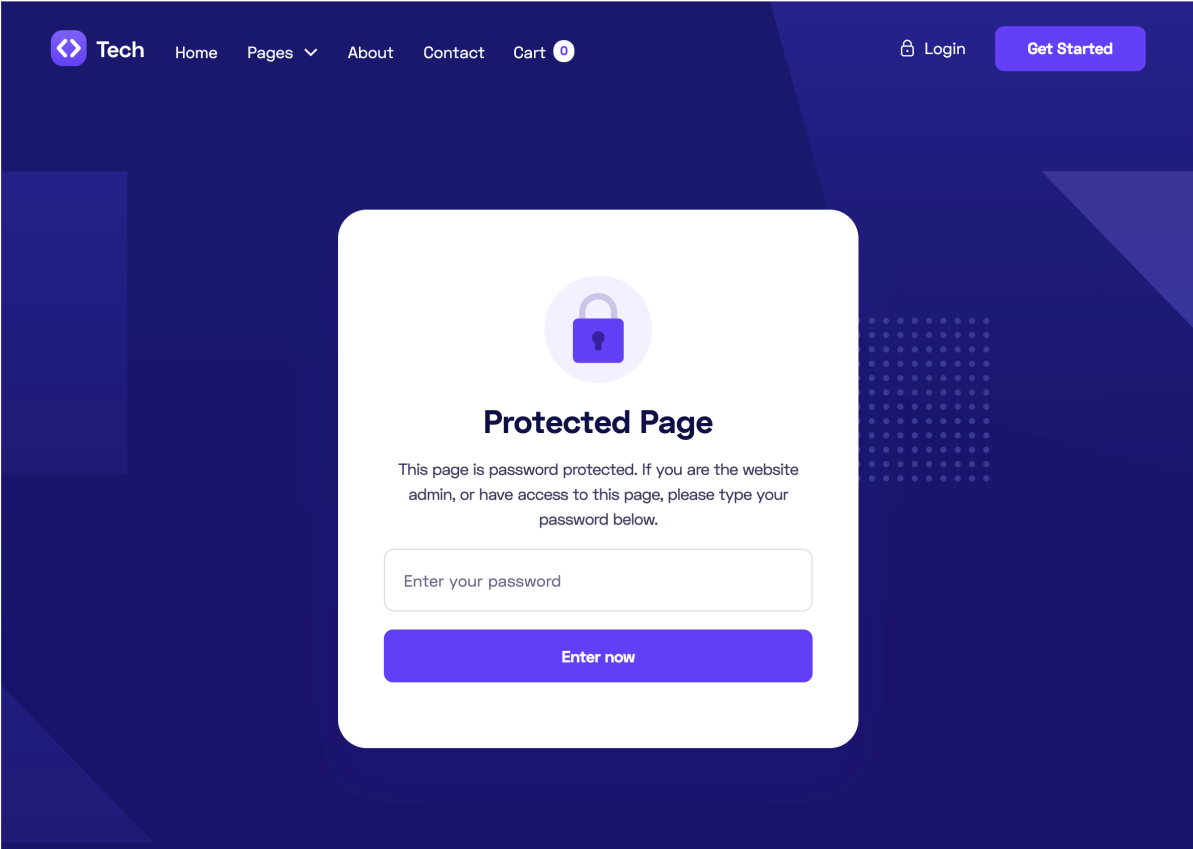 Tech Home Pages About Contact Cart 0 Login Get Started
Protected Page
This page is password protected. If you are the website
admin, or have access to this page, please type your
password below.
Enter your password
Enter now